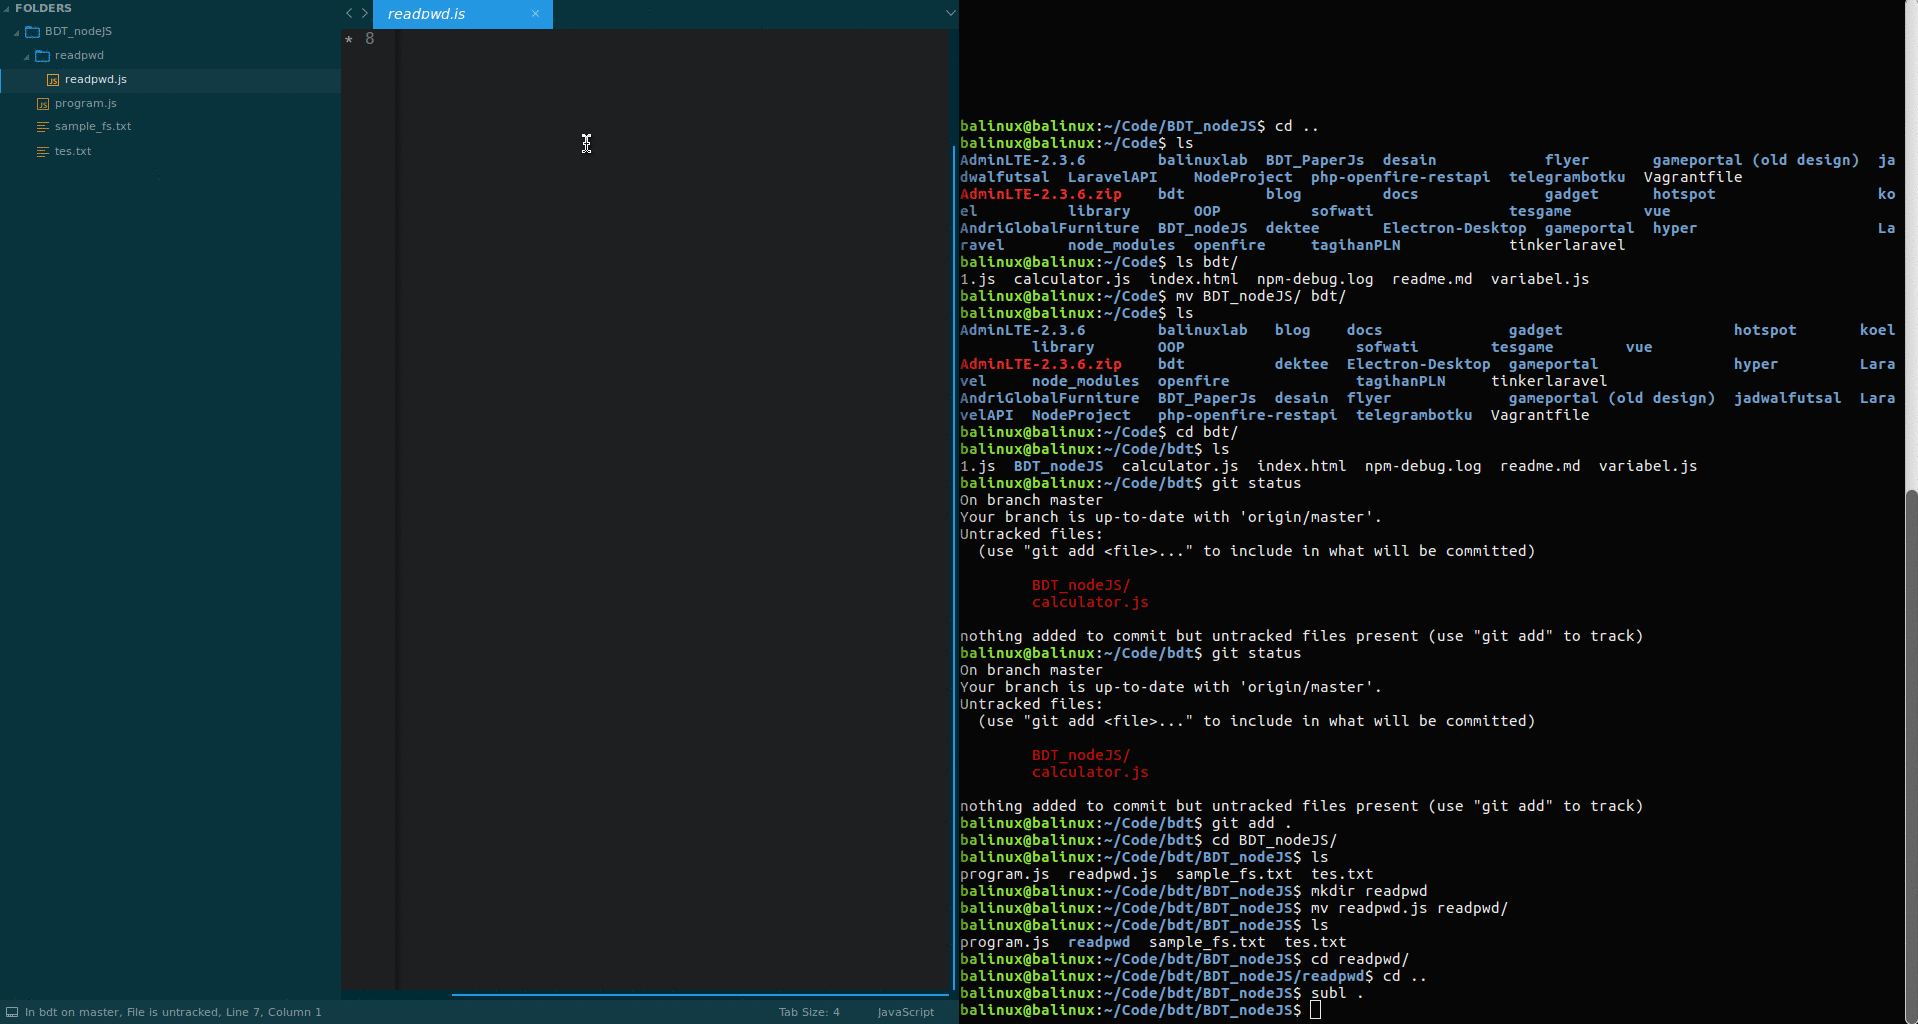 FOLDERS
BDT_nodeJS
readpwd
readpwd.js
program.js
sample_fs.txt
tes.txt
readpwd.js ×
* 8
In bdt on master, File is untracked, Line 7, Column 1
Tab Size: 4
JavaScript
balinux@balinux:~/Code/BDT_nodeJS$ cd ..
balinux@balinux:~/Code$ ls
AdminLTE-2.3.6 balinuxlab BDT_PaperJs desain flyer gameportal (old design) ja
dwalfutsal LaravelAPI NodeProject php-openfire-restapi telegrambotku Vagrantfile
AdminLTE-2.3.6.zip bdt blog docs gadget hotspot ko
el library OOP sofwati tesgame vue
AndriGlobalFurniture BDT_nodeJS dektee Electron-Desktop gameportal hyper La
ravel node_modules openfire tagihanPLN tinkerlaravel
balinux@balinux:~/Code$ ls bdt/
1.js calculator.js index.html npm-debug.log readme.md variabel.js
balinux@balinux:~/Code$ mv BDT_nodeJS/ bdt/
balinux@balinux:~/Code$ ls
AdminLTE-2.3.6 balinuxlab blog docs gadget hotspot koel
library OOP sofwati tesgame vue
AdminLTE-2.3.6.zip bdt dektee Electron-Desktop gameportal hyper Lara
vel node_modules openfire tagihanPLN tinkerlaravel
AndriGlobalFurniture BDT_PaperJs desain flyer gameportal (old design) jadwalfutsal Lara
velAPI NodeProject php-openfire-restapi telegrambotku Vagrantfile
balinux@balinux:~/Code$ cd bdt/
balinux@balinux:~/Code/bdt$ ls
1.js BDT_nodeJS calculator.js index.html npm-debug.log readme.md variabel.js
balinux@balinux:~/Code/bdt$ git status
On branch master
Your branch is up-to-date with 'origin/master'.
Untracked files:
(use "git add <file>..." to include in what will be committed)
BDT_nodeJS/
calculator.js
nothing added to commit but untracked files present (use "git add" to track)
balinux@balinux:~/Code/bdt$ git status
On branch master
Your branch is up-to-date with 'origin/master'.
Untracked files:
(use "git add <file>..." to include in what will be committed)
BDT_nodeJS/
calculator.js
nothing added to commit but untracked files present (use "git add" to track)
balinux@balinux:~/Code/bdt$ git add .
balinux@balinux:~/Code/bdt$ cd BDT_nodeJS/
balinux@balinux:~/Code/bdt/BDT_nodeJS$ ls
program.js readpwd.js sample_fs.txt tes.txt
balinux@balinux:~/Code/bdt/BDT_nodeJS$ mkdir readpwd
balinux@balinux:~/Code/bdt/BDT_nodeJS$ mv readpwd.js readpwd/
balinux@balinux:~/Code/bdt/BDT_nodeJS$ ls
program.js readpwd sample_fs.txt tes.txt
balinux@balinux:~/Code/bdt/BDT_nodeJS$ cd readpwd/
balinux@balinux:~/Code/bdt/BDT_nodeJS/readpwd$ cd ..
balinux@balinux:~/Code/bdt/BDT_nodeJS$ subl .
balinux@balinux:~/Code/bdt/BDT_nodeJS$